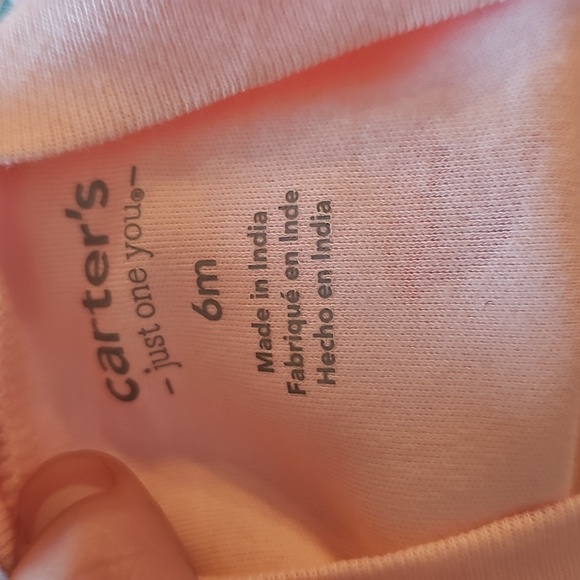 carter's
- just one you® -
6m
Made in India
Fabriqué en Inde
Hecho en India